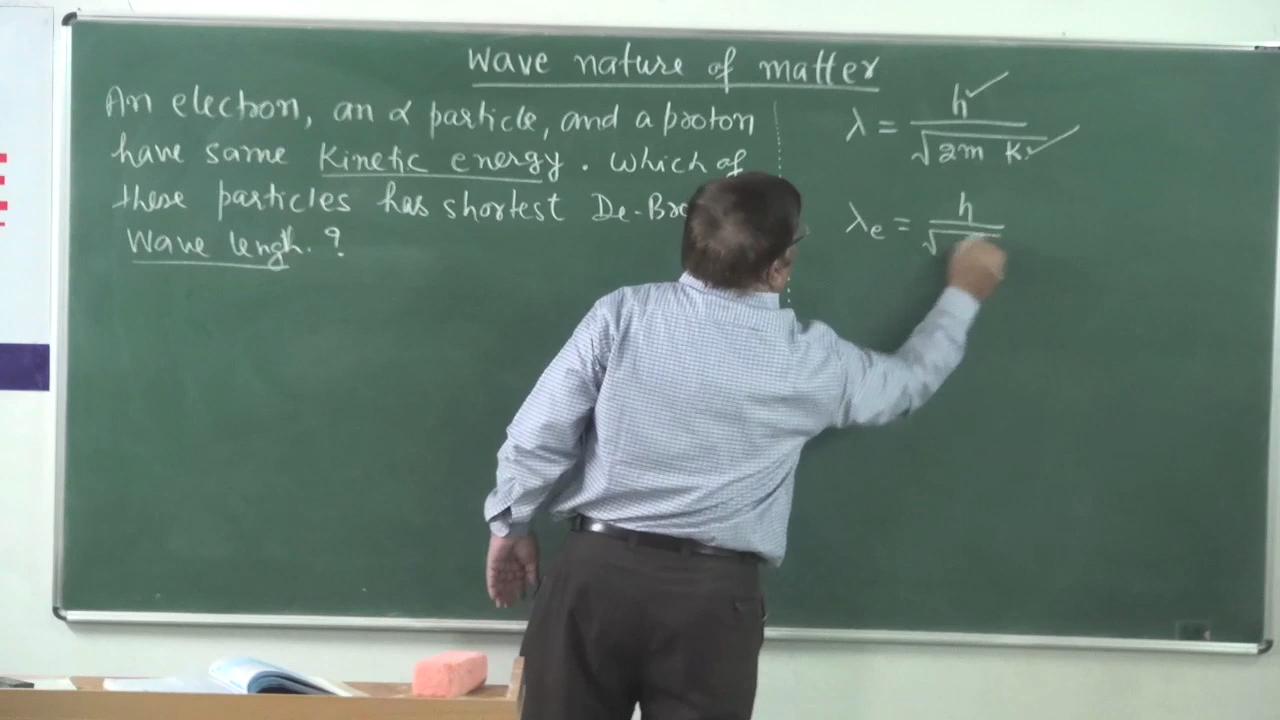 Wave nature of matter
An electron, an α particle, and a proton
have same Kinetic energy. Which of
these particles has shortest De-Bro
Wave lengh. ?
λ = h / √2m K
λe = h / √